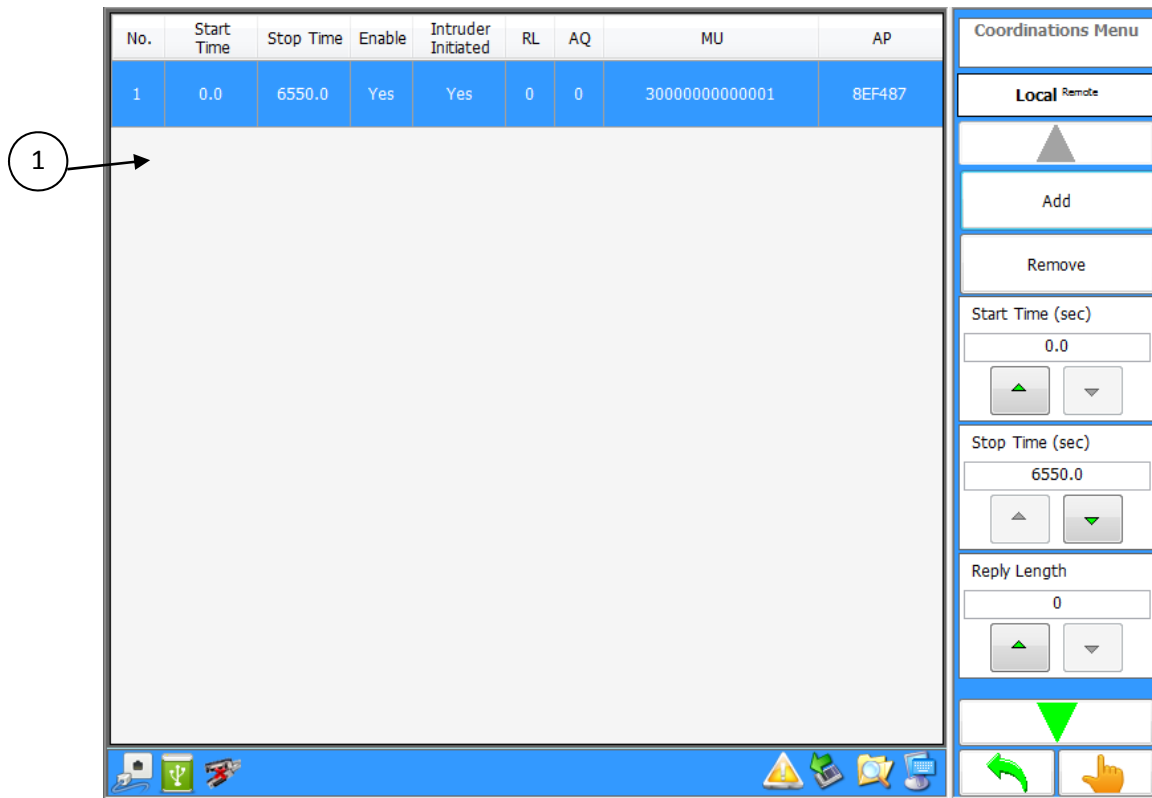 No. Start Time Stop Time Enable Intruder Initiated RL AQ MU AP
1 0.0 6550.0 Yes Yes 0 0 30000000000001 8EF487
1
Coordinations Menu
Local Remote
Add
Remove
Start Time (sec)
0.0
Stop Time (sec)
6550.0
Reply Length
0